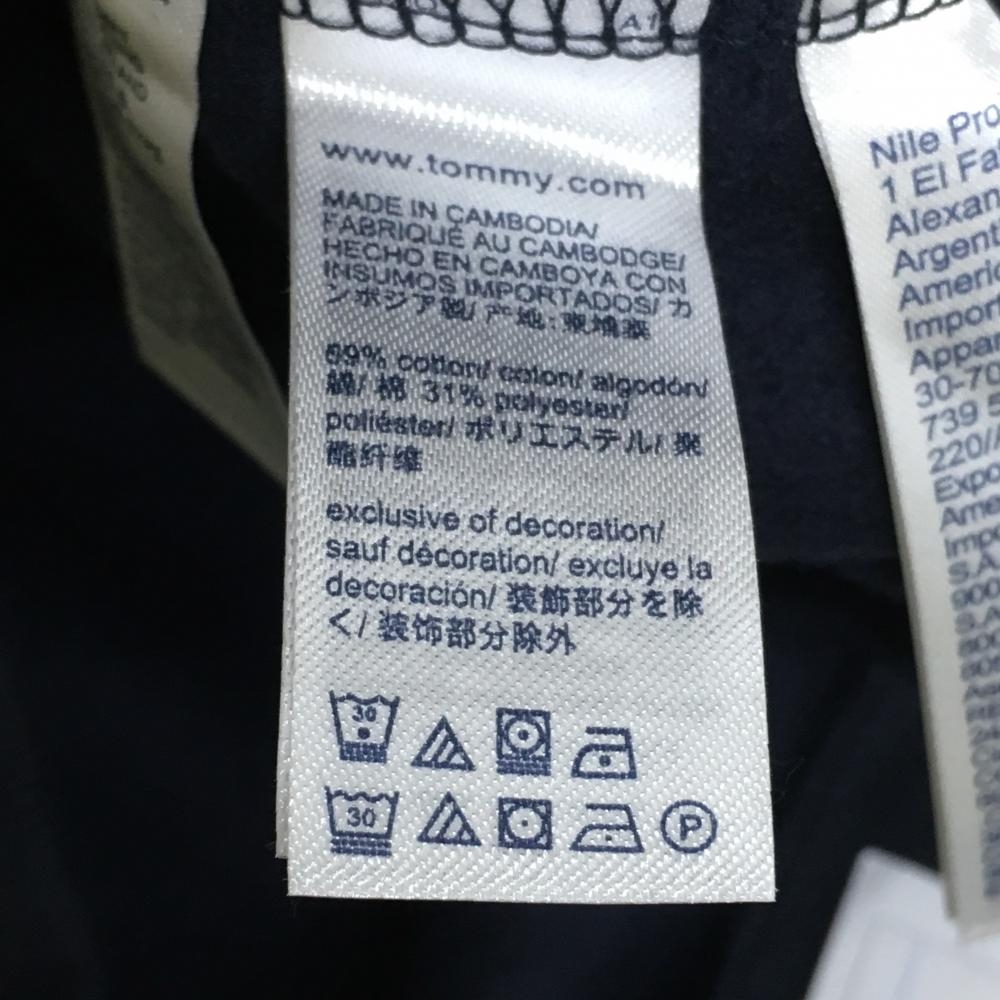 www.tommy.com
MADE IN CAMBODIA/
FABRIQUÉ AU CAMBODGE/
HECHO EN CAMBOYA CON
INSUMOS IMPORTADOS/ カ
ンボジア製/ 产地:柬埔寨
69% cotton/ coton/ algodón/
綿/ 棉 31% polyester/
poliéster/ ポリエステル/ 聚
酯纤维
exclusive of decoration/
sauf décoration/ excluye la
decoración/ 装飾部分を除
く/ 装饰部分除外
30
30
P
A1
Nile Pro
1 El Fa
Alexan
Argent
Americ
Impor
Appar
30-70
739 5
220/
Expo
Ame
Impo
S.A
900